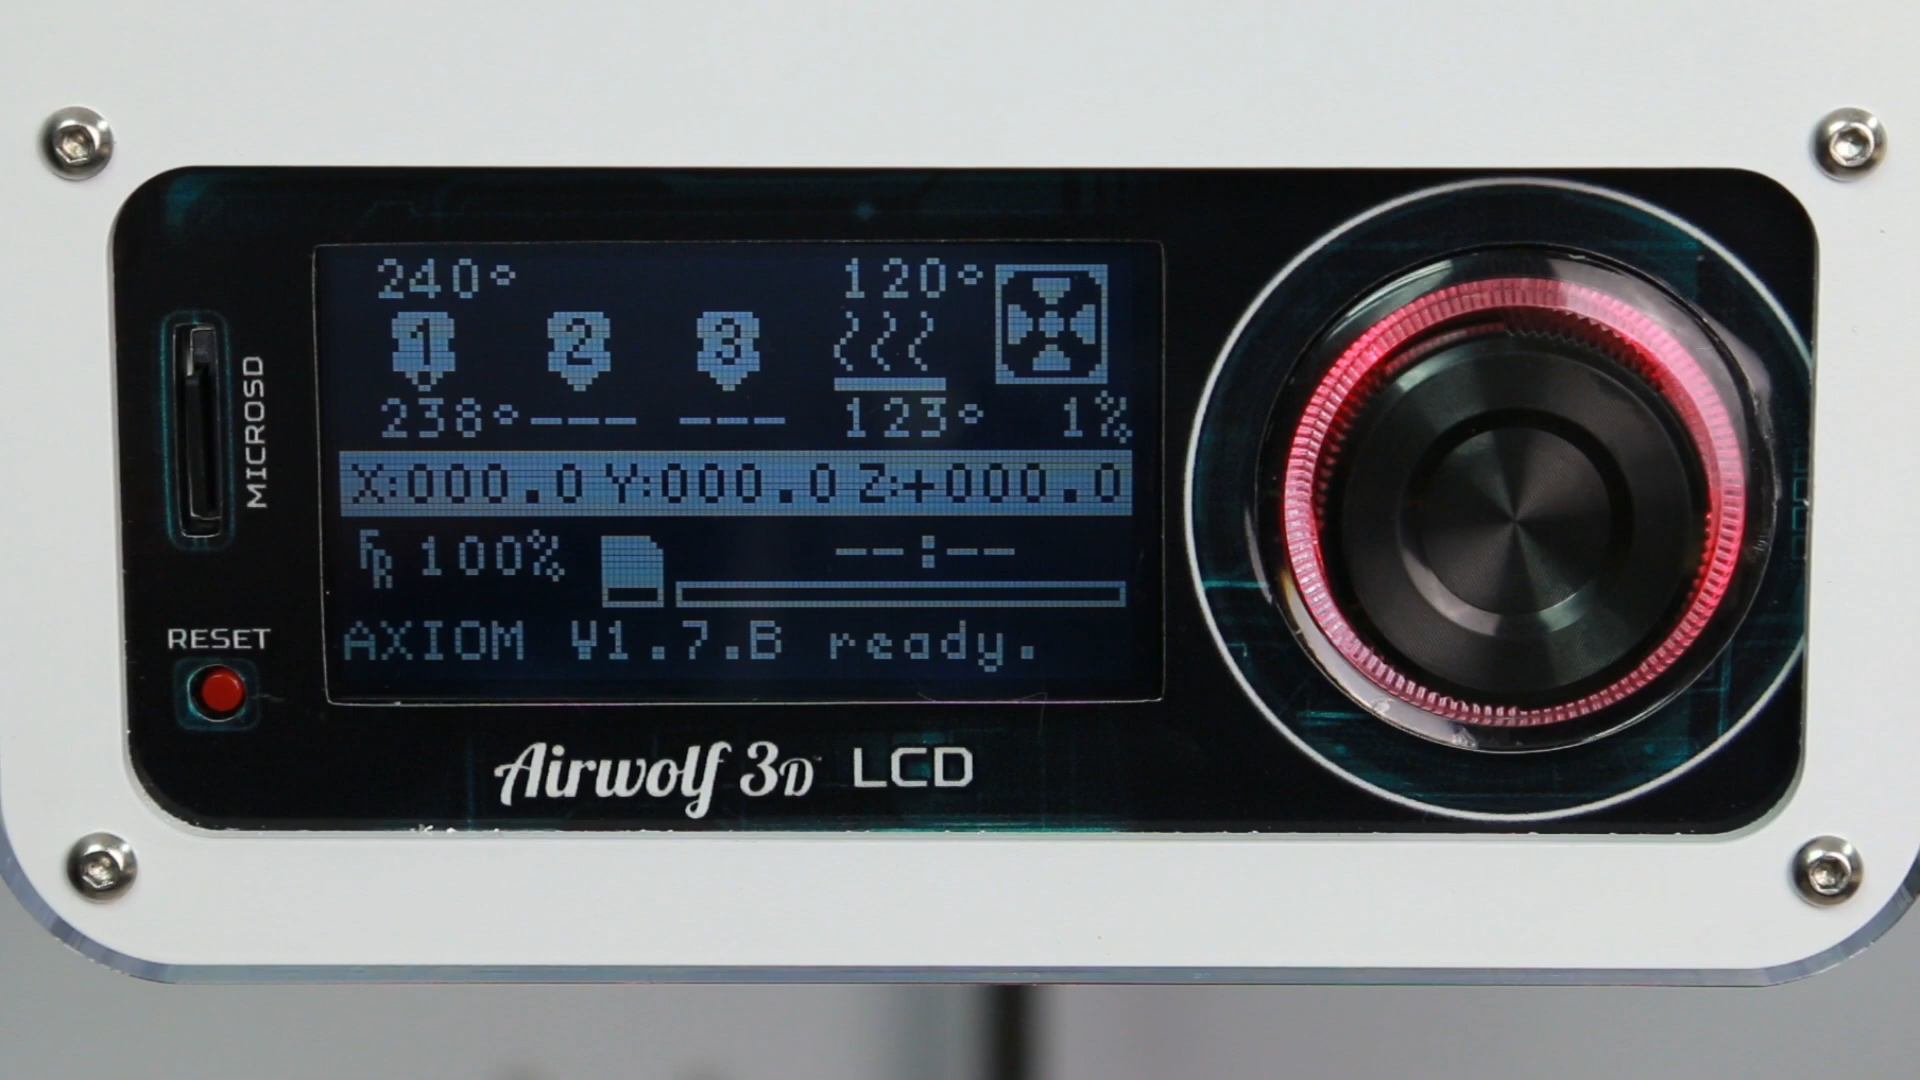 240° 120°
1 2 3
238° --- --- 123° 1%
X:000.0 Y:000.0 Z:+000.0
FR 100% --:--
AXIOM V1.7.B ready.
MICROSD
RESET
Airwolf 3D LCD